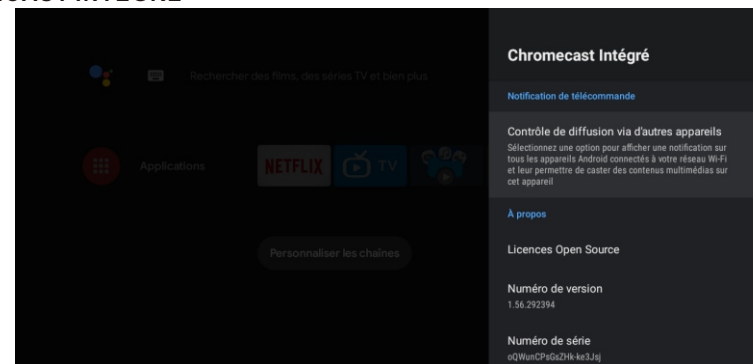 Chromecast Intégré
Rechercher des films, des séries TV et bien plus
Notification de télécommande
Contrôle de diffusion via d'autres appareils
Sélectionnez une option pour afficher une notification sur
tous les appareils Android connectés à votre réseau Wi-Fi
et leur permettre de caster des contenus multimédias sur
cet appareil
Applications
NETFLIX
TV
À propos
Personnaliser les chaînes
Licences Open Source
Numéro de version
1.56.292394
Numéro de série
oQWunCPsGsZHk-ke3Jsj